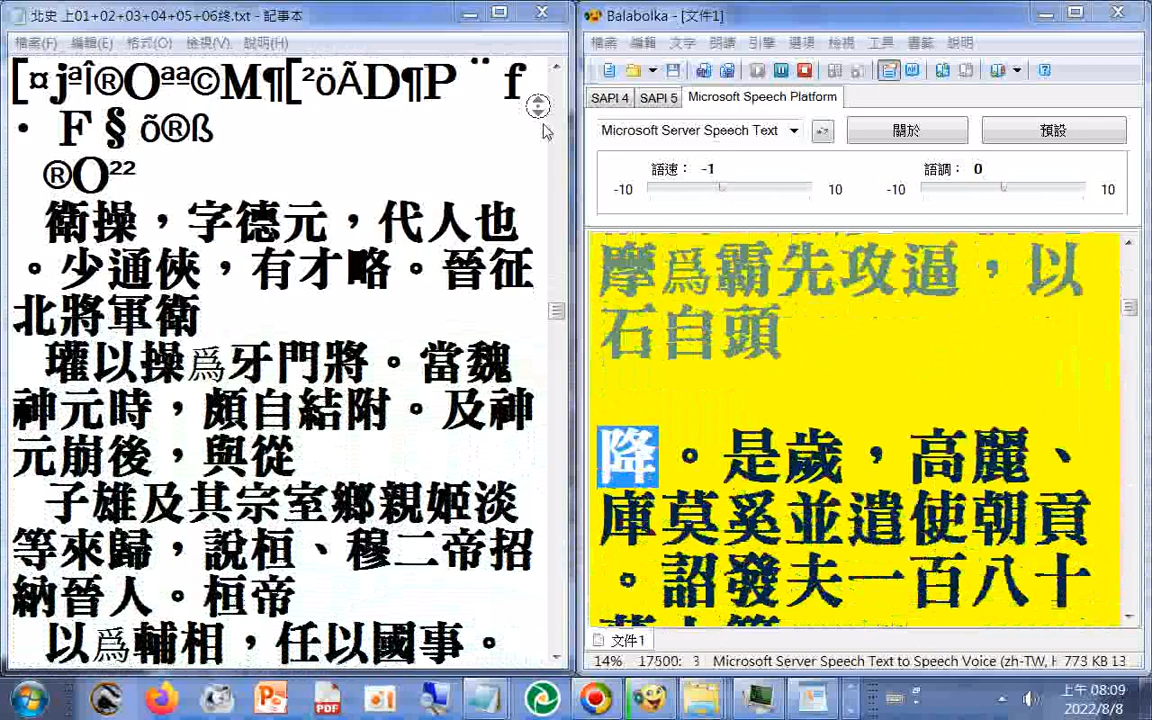 北史 上01+02+03+04+05+06終.txt - 記事本
檔案(F) 編輯(E) 格式(O) 檢視(V) 說明(H)
[¤jªÎ®Oªª©M¶[²öÃD¶P ¨ f
· F § õ®ß
®O²²
衛操，字德元，代人也
。少通俠，有才略。晉征
北將軍衛
瓘以操爲牙門將。當魏
神元時，頗自結附。及神
元崩後，與從
子雄及其宗室鄉親姬淡
等來歸，說桓、穆二帝招
納晉人。桓帝
以爲輔相，任以國事。
Balabolka - [文件1]
檔案 編輯 文字 閱讀 引擎 選項 檢視 工具 書籤 說明
SAPI 4 SAPI 5 Microsoft Speech Platform
Microsoft Server Speech Text 關於 預設
語速： -1 語調： 0
-10 10 -10 10
摩爲霸先攻逼，以
石自頭
降。是歲，高麗、
庫莫奚並遣使朝貢
。詔發夫一百八十
文件1
14% 17500: 3 Microsoft Server Speech Text to Speech Voice (zh-TW, H 773 KB 13
上午 08:09
2022/8/8